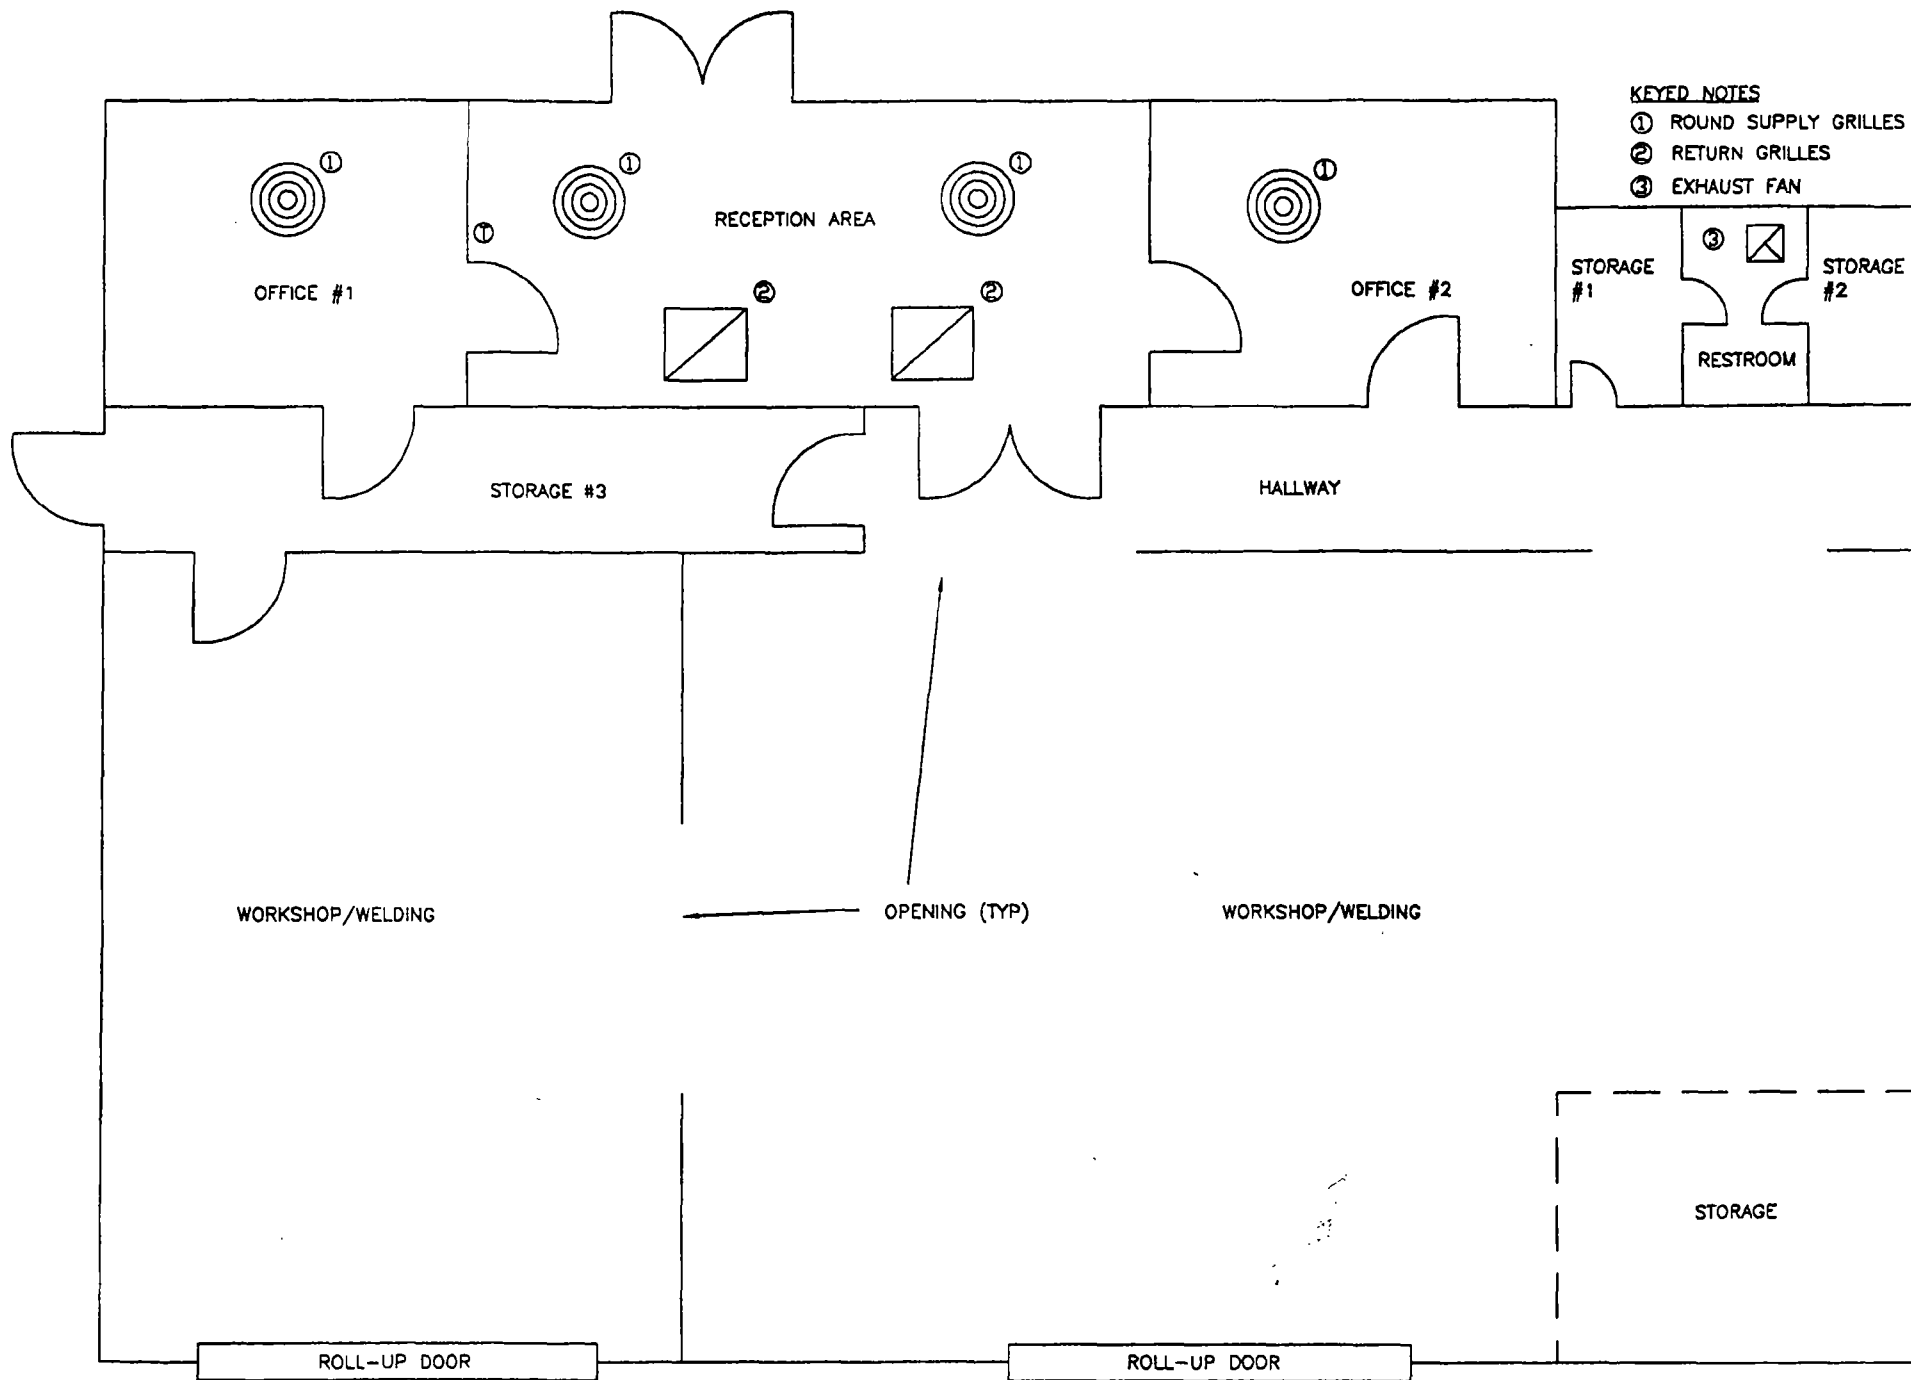 KEYED NOTES
① ROUND SUPPLY GRILLES
② RETURN GRILLES
③ EXHAUST FAN
①
①
①
①
RECEPTION AREA
①
③
STORAGE
#1
STORAGE
#2
OFFICE #1
②
②
OFFICE #2
RESTROOM
STORAGE #3
HALLWAY
WORKSHOP/WELDING
OPENING (TYP)
WORKSHOP/WELDING
STORAGE
ROLL-UP DOOR
ROLL-UP DOOR